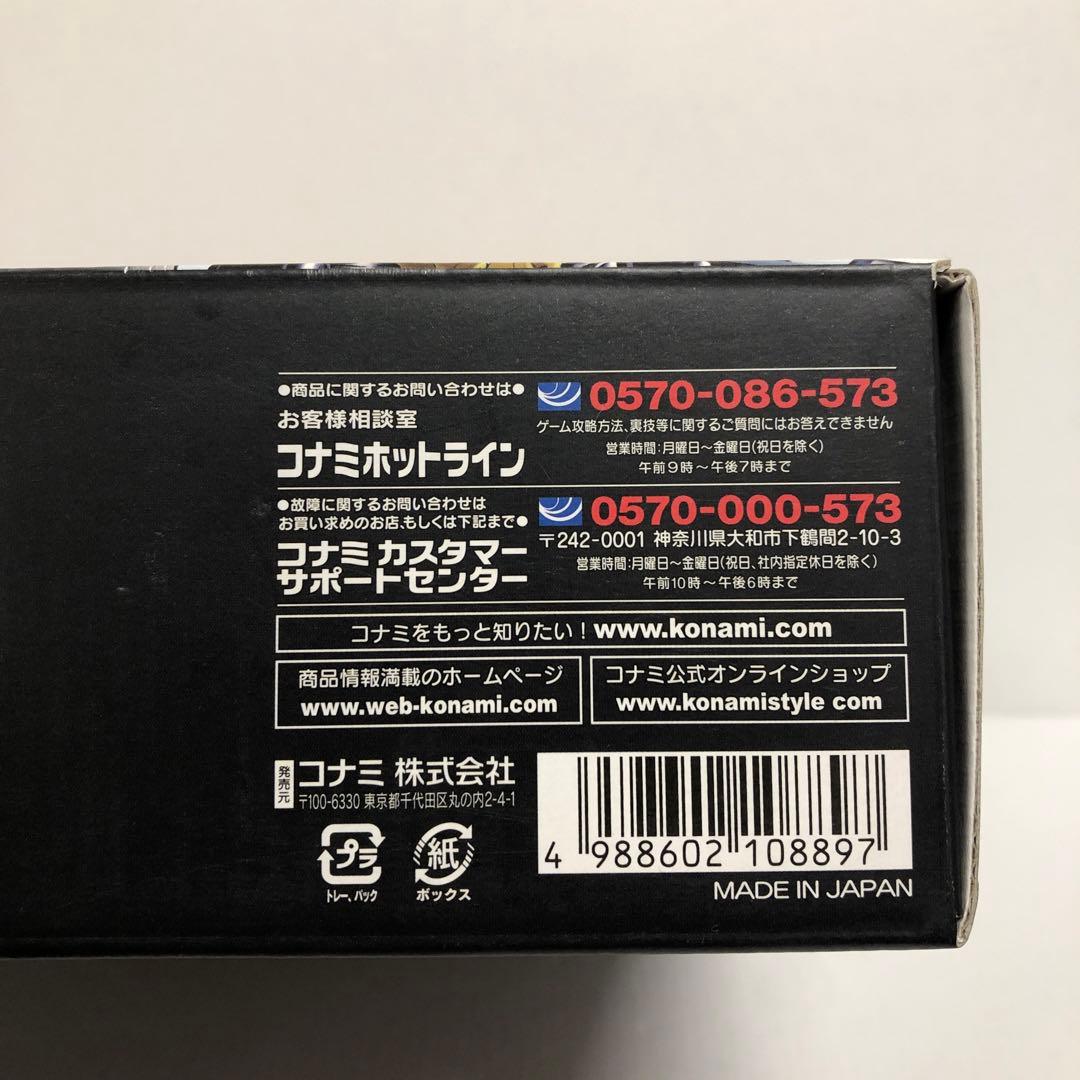 ●商品に関するお問い合わせは●
お客様相談室
コナミホットライン
0570-086-573
ゲーム攻略方法、裏技等に関するご質問にはお答えできません
営業時間:月曜日～金曜日(祝日を除く)
午前9時～午後7時まで
●故障に関するお問い合わせは
お買い求めのお店、もしくは下記まで●
コナミ カスタマー
サポートセンター
0570-000-573
〒242-0001 神奈川県大和市下鶴間2-10-3
営業時間:月曜日～金曜日(祝日、社内指定休日を除く)
午前10時～午後6時まで
コナミをもっと知りたい!www.konami.com
商品情報満載のホームページ
www.web-konami.com
コナミ公式オンラインショップ
www.konamistyle com
発売元
コナミ 株式会社
〒100-6330 東京都千代田区丸の内2-4-1
プラ
トレー、パック
紙
ボックス
4 988602 108897
MADE IN JAPAN